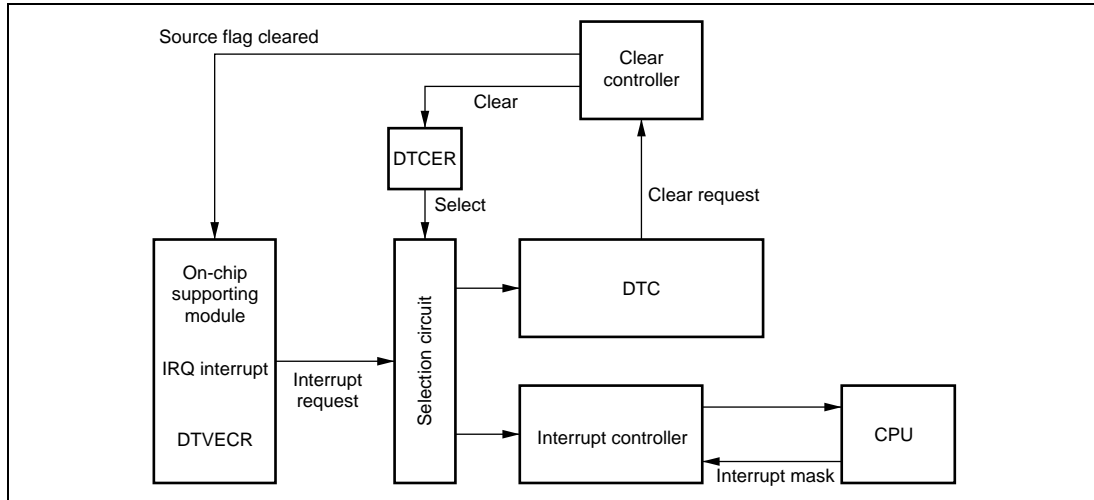 Source flag cleared
Clear
controller
Clear
DTCER
Clear request
Select
On-chip
supporting
module
IRQ interrupt
DTVECR
Interrupt
request
Selection circuit
DTC
Interrupt controller
CPU
Interrupt mask